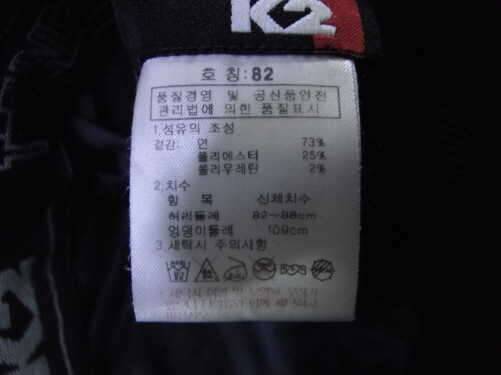 K2
호 칭:82
품질경영 및 공산품안전
관리법에 의한 품질표시
1.섬유의 조성
겉감: 면 73%
폴리에스터 25%
폴리우레탄 2%
2.치수
항 목 신체치수
허리둘레 82-88cm
엉덩이둘레 109cm
3.세탁시 주의사항